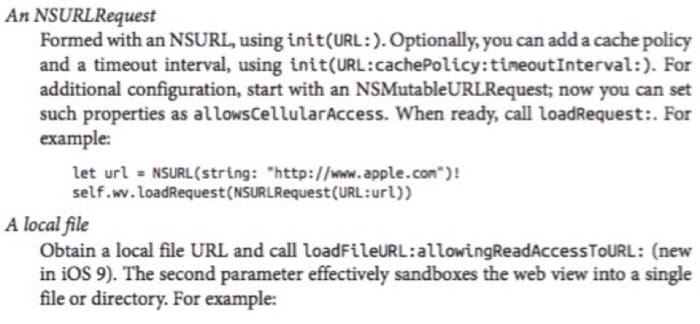 An NSURLRequest
Formed with an NSURL, using init(URL:). Optionally, you can add a cache policy
and a timeout interval, using init(URL:cachePolicy:timeoutInterval:). For
additional configuration, start with an NSMutableURLRequest; now you can set
such properties as allowsCellularAccess. When ready, call loadRequest:. For
example:
let url = NSURL(string: "http://www.apple.com")!
self.wv.loadRequest(NSURLRequest(URL:url))
A local file
Obtain a local file URL and call loadFileURL:allowingReadAccessToURL: (new
in iOS 9). The second parameter effectively sandboxes the web view into a single
file or directory. For example: